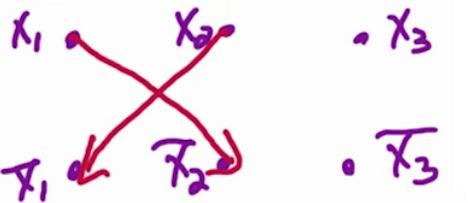 x₁ x₂ x₃
x̅₁ x̅₂ x̅₃